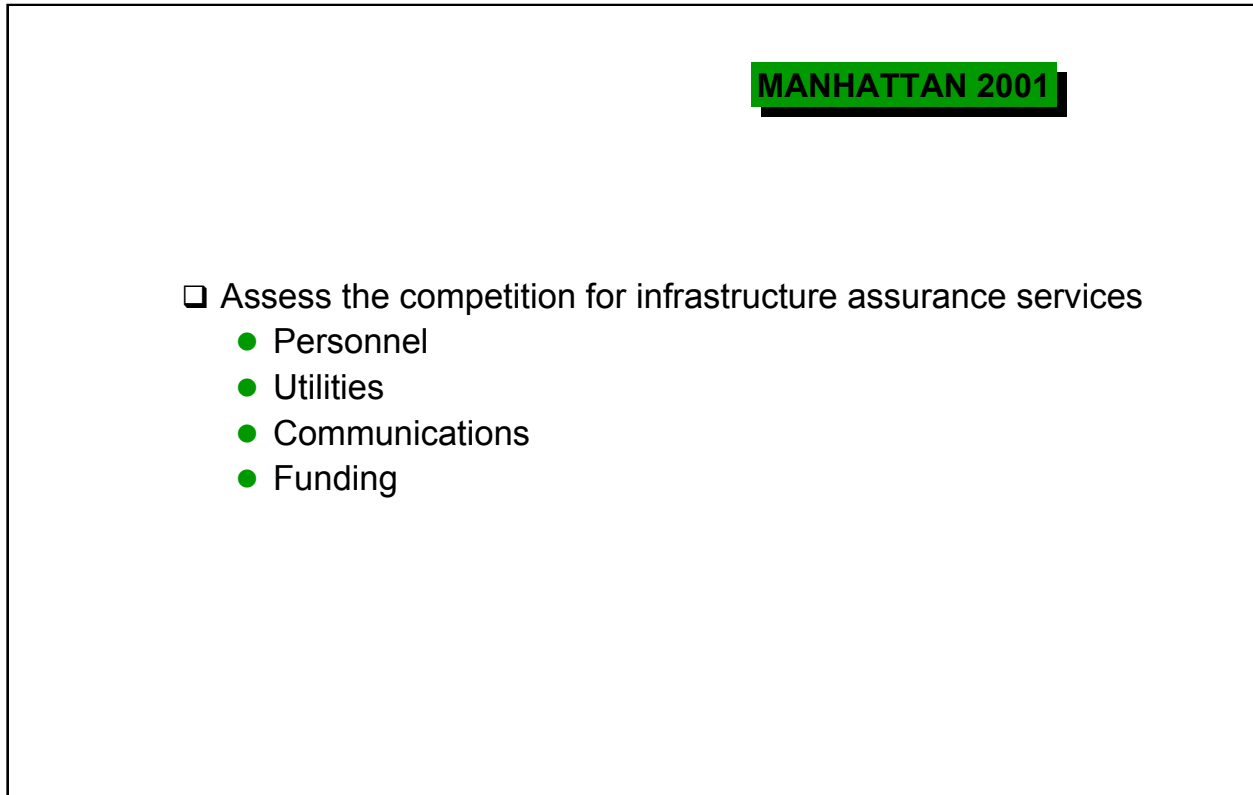 MANHATTAN 2001
❑ Assess the competition for infrastructure assurance services
● Personnel
● Utilities
● Communications
● Funding